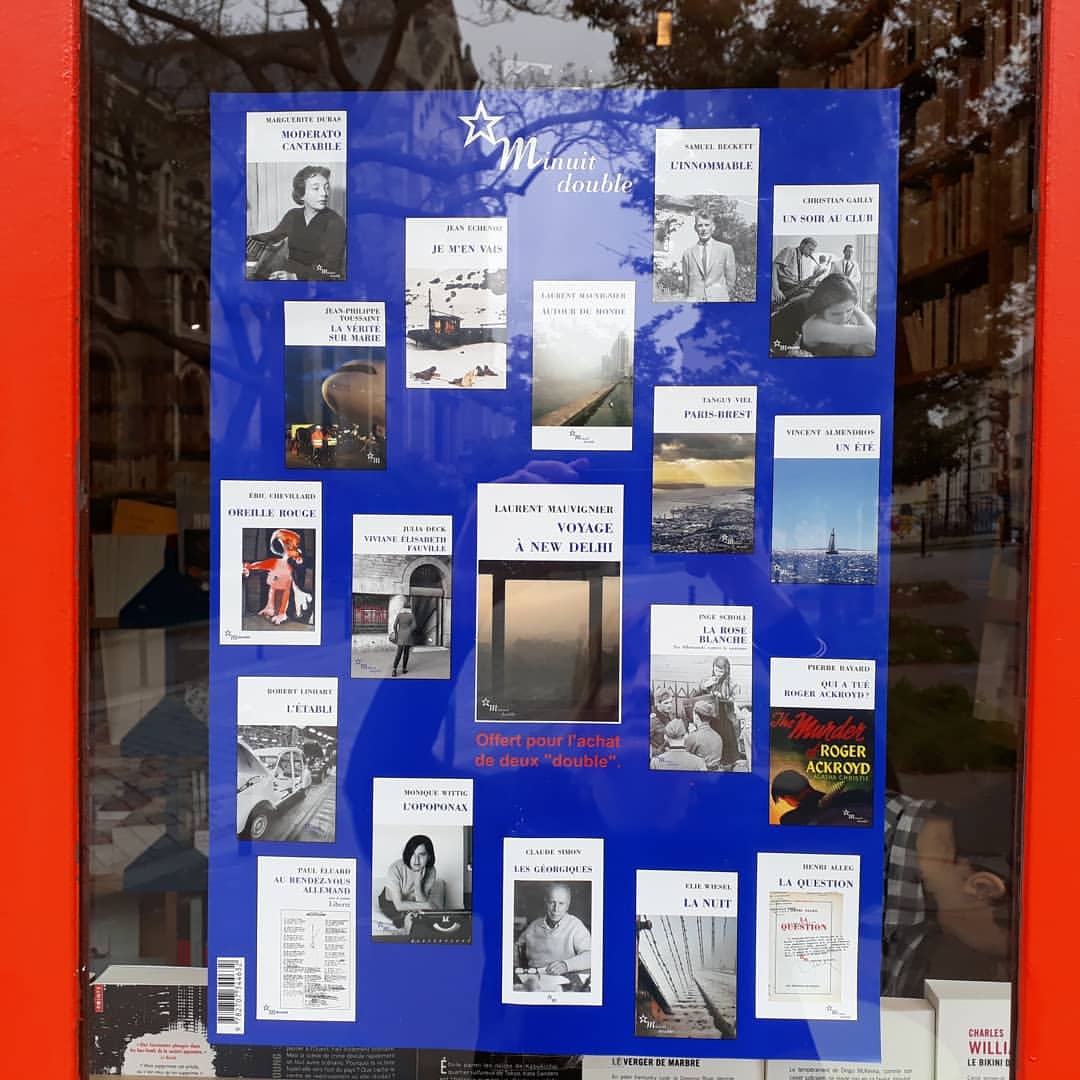 MARGUERITE DURAS
MODERATO
CANTABILE
Minuit
double
SAMUEL BECKETT
L'INNOMMABLE
CHRISTIAN GAILLY
UN SOIR AU CLUB
JEAN ECHENOZ
JE M'EN VAIS
LAURENT MAUVIGNIER
AUTOUR DU MONDE
JEAN-PHILIPPE
TOUSSAINT
LA VÉRITÉ
SUR MARIE
TANGUY VIEL
PARIS-BREST
VINCENT ALMENDROS
UN ÉTÉ
ÉRIC CHEVILLARD
OREILLE ROUGE
JULIA DECK
VIVIANE ÉLISABETH
FAUVILLE
LAURENT MAUVIGNIER
VOYAGE
À NEW DELHI
Offert pour l'achat
de deux "double".
INGE SCHOLL
LA ROSE
BLANCHE
PIERRE BAYARD
QUI A TUÉ
ROGER ACKROYD ?
The Murder
of ROGER
ACKROYD
AGATHA CHRISTIE
ROBERT LINHART
L'ÉTABLI
MONIQUE WITTIG
L'OPOPONAX
CLAUDE SIMON
LES GÉORGIQUES
ELIE WIESEL
LA NUIT
HENRI ALLEG
LA QUESTION
LA
QUESTION
PAUL ÉLUARD
AU RENDEZ-VOUS
ALLEMAND
Liberté
LE VERGER DE MARBRE
CHARLES
WILLI
LE BIKINI D